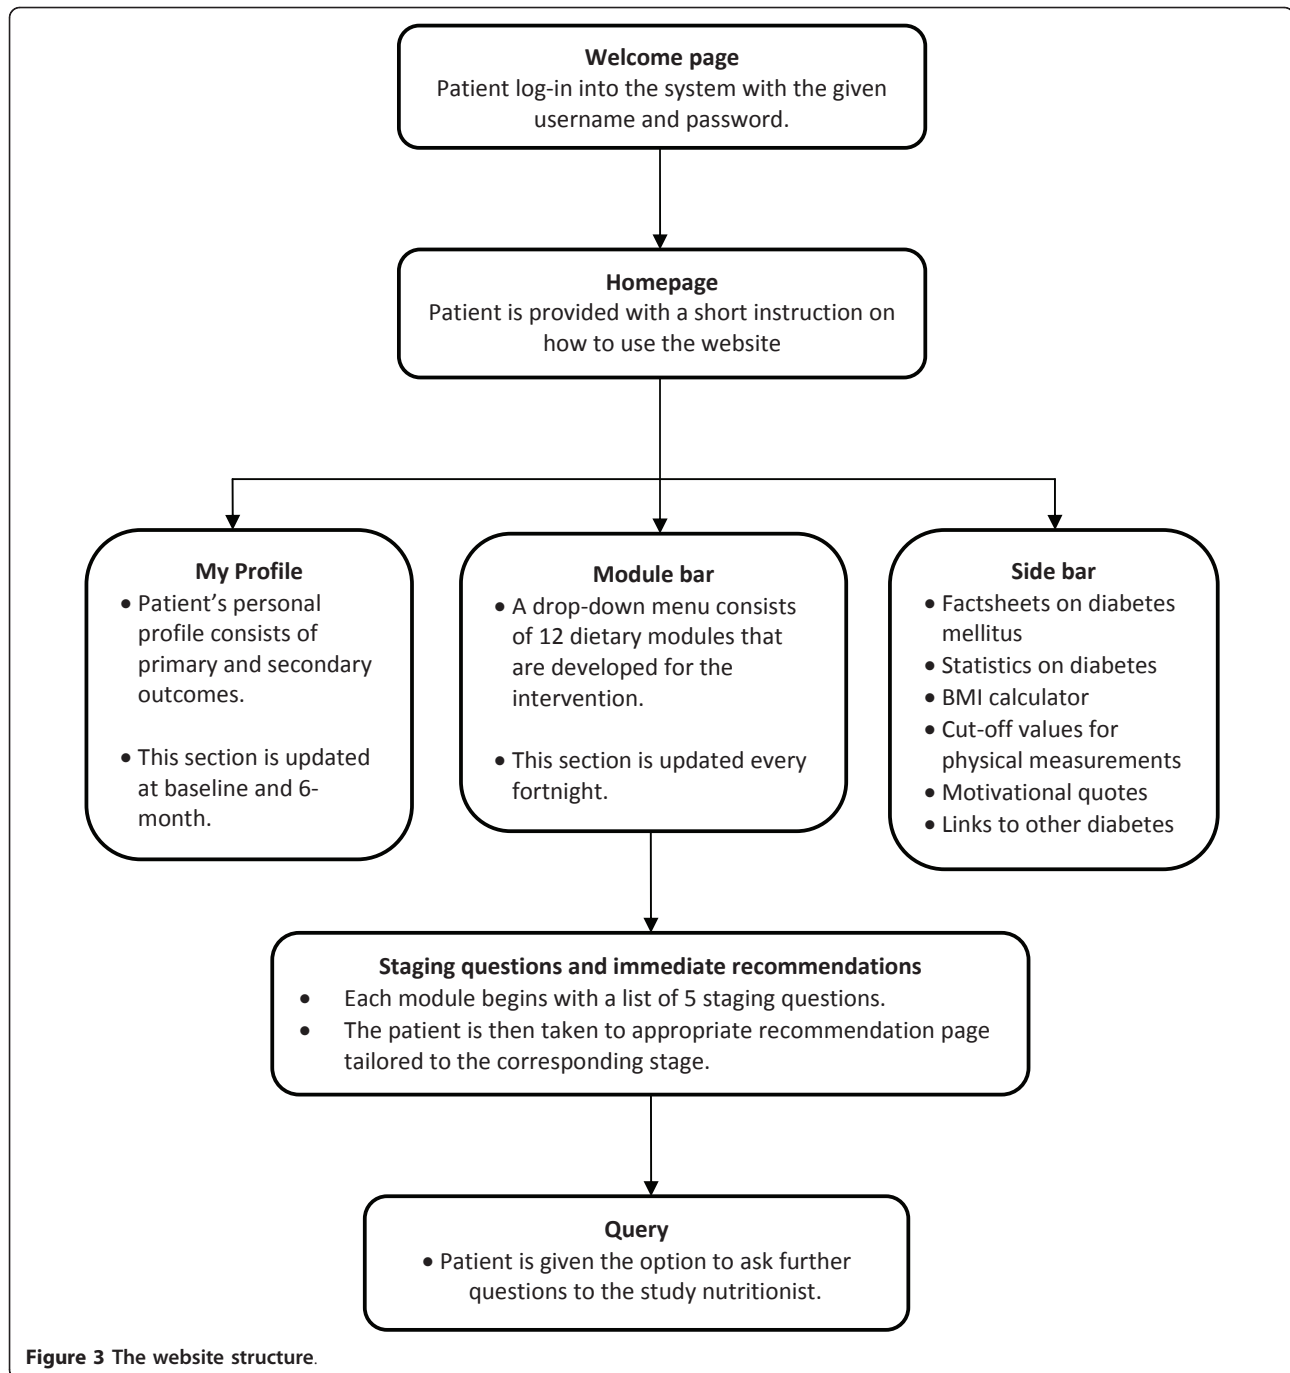 Welcome page
Patient log-in into the system with the given
username and password.
Homepage
Patient is provided with a short instruction on
how to use the website
My Profile
• Patient's personal
profile consists of
primary and secondary
outcomes.
• This section is updated
at baseline and 6-
month.
Module bar
• A drop-down menu consists
of 12 dietary modules that
are developed for the
intervention.
• This section is updated every
fortnight.
Side bar
• Factsheets on diabetes
mellitus
• Statistics on diabetes
• BMI calculator
• Cut-off values for
physical measurements
• Motivational quotes
• Links to other diabetes
Staging questions and immediate recommendations
• Each module begins with a list of 5 staging questions.
• The patient is then taken to appropriate recommendation page
tailored to the corresponding stage.
Query
• Patient is given the option to ask further
questions to the study nutritionist.
Figure 3 The website structure.